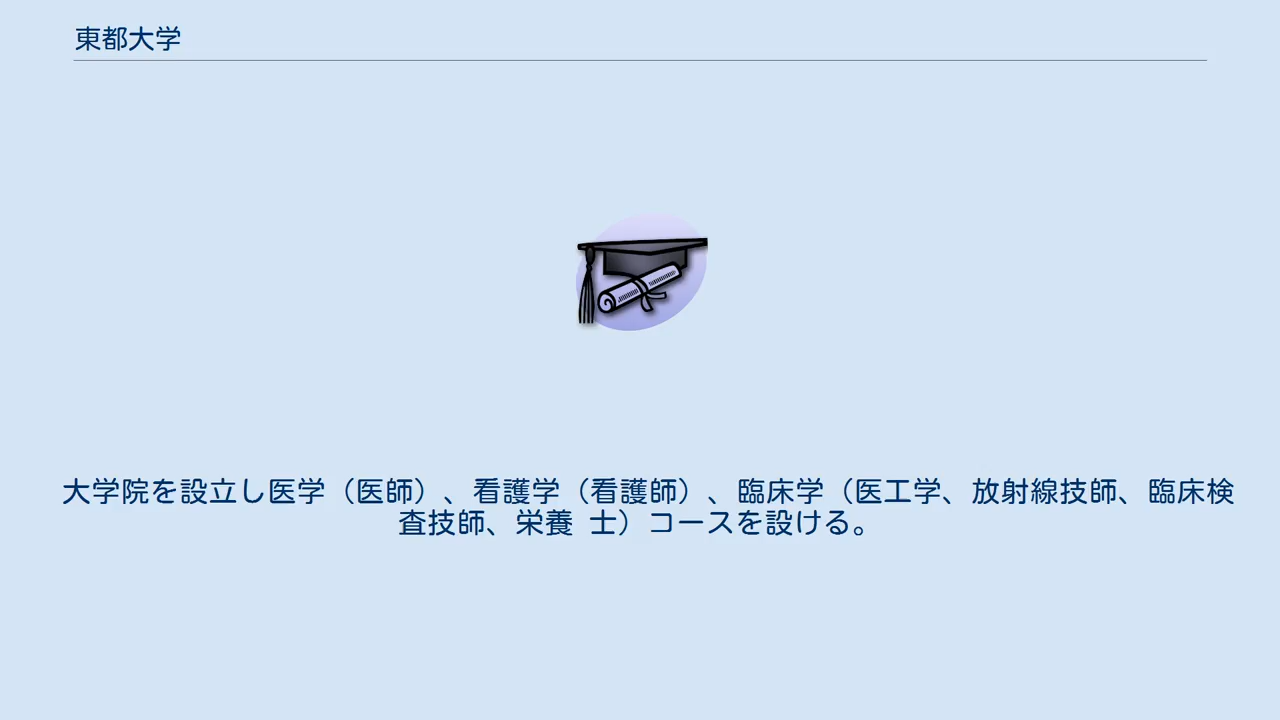 東都大学
大学院を設立し医学（医師）、看護学（看護師）、臨床学（医工学、放射線技師、臨床検
査技師、栄養 士）コースを設ける。